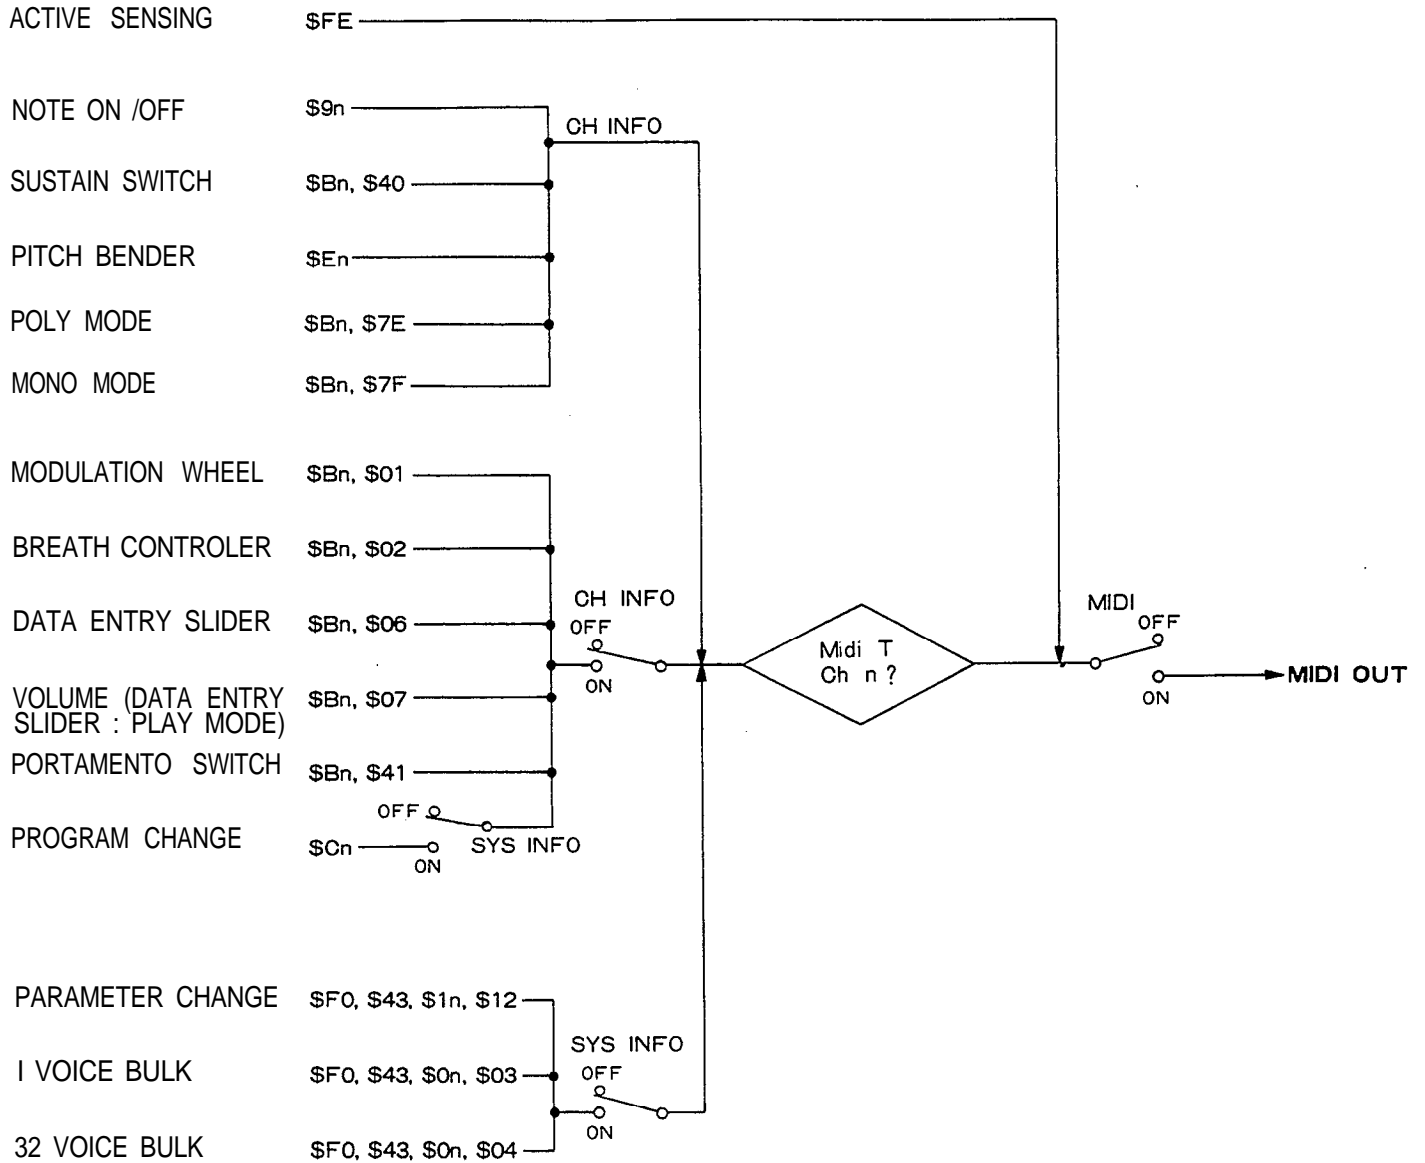 ACTIVE SENSING $FE
NOTE ON /OFF $9n
CH INFO
SUSTAIN SWITCH $Bn, $40
PITCH BENDER $En
POLY MODE $Bn, $7E
MONO MODE $Bn, $7F
MODULATION WHEEL $Bn, $01
BREATH CONTROLER $Bn, $02
DATA ENTRY SLIDER $Bn, $06
CH INFO
OFF
ON
Midi T
Ch n ?
MIDI
OFF
ON
MIDI OUT
VOLUME (DATA ENTRY $Bn, $07
SLIDER : PLAY MODE)
PORTAMENTO SWITCH $Bn, $41
OFF
PROGRAM CHANGE $Cn
ON
SYS INFO
PARAMETER CHANGE $F0, $43, $1n, $12
SYS INFO
OFF
I VOICE BULK $F0, $43, $0n, $03
ON
32 VOICE BULK $F0, $43, $0n, $04